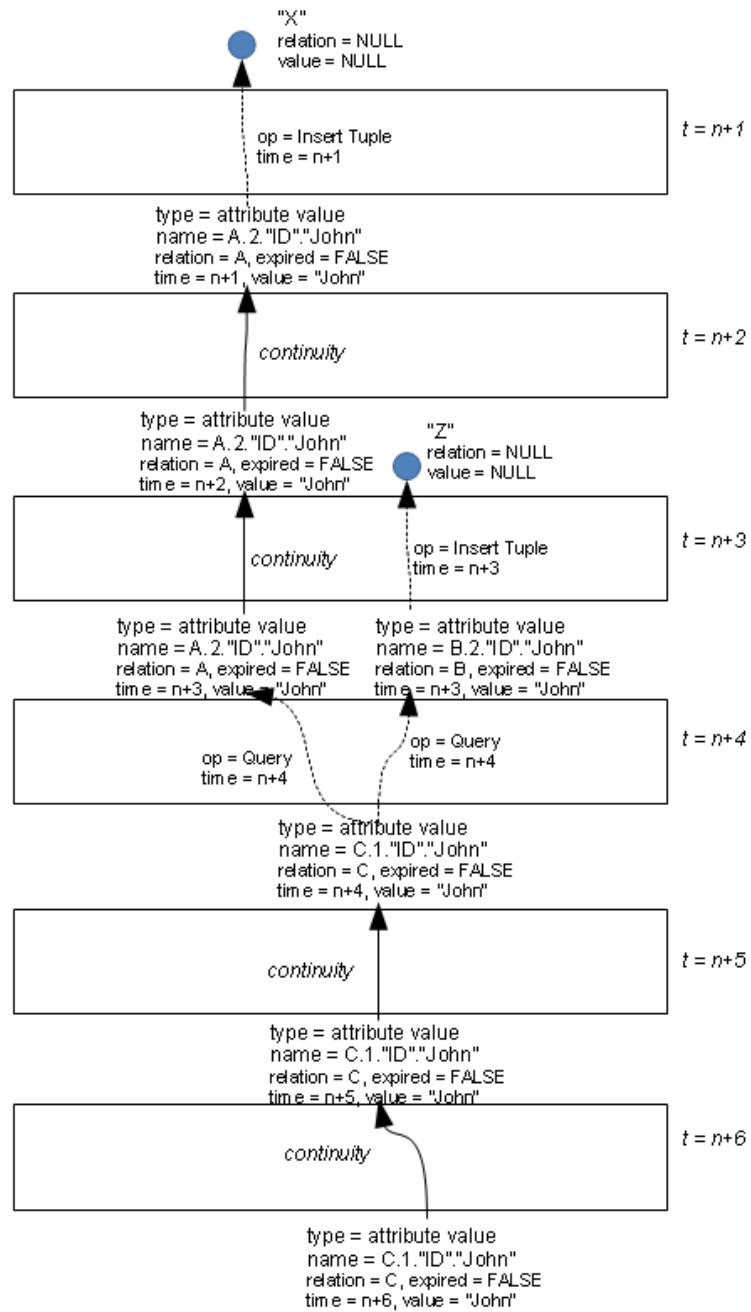 "X"
relation = NULL
value = NULL
t = n+1
op = Insert Tuple
time = n+1
type = attribute value
name = A.2."ID"."John"
relation = A, expired = FALSE
time = n+1, value = "John"
t = n+2
continuity
type = attribute value
name = A.2."ID"."John"
relation = A, expired = FALSE
time = n+2, value = "John"
"Z"
relation = NULL
value = NULL
t = n+3
continuity
op = Insert Tuple
time = n+3
type = attribute value
name = A.2."ID"."John"
relation = A, expired = FALSE
time = n+3, value = "John"
type = attribute value
name = B.2."ID"."John"
relation = B, expired = FALSE
time = n+3, value = "John"
t = n+4
op = Query
time = n+4
op = Query
time = n+4
type = attribute value
name = C.1."ID"."John"
relation = C, expired = FALSE
time = n+4, value = "John"
t = n+5
continuity
type = attribute value
name = C.1."ID"."John"
relation = C, expired = FALSE
time = n+5, value = "John"
t = n+6
continuity
type = attribute value
name = C.1."ID"."John"
relation = C, expired = FALSE
time = n+6, value = "John"